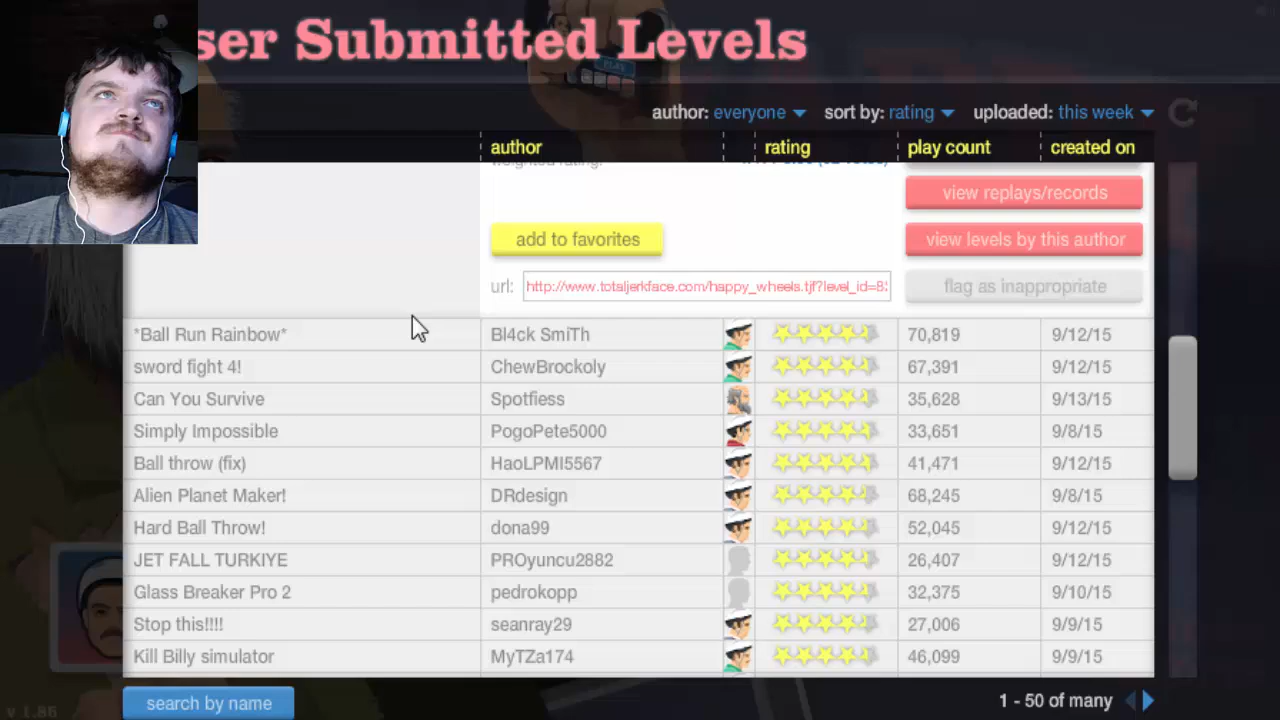 ser Submitted Levels
author: everyone sort by: rating uploaded: this week
author rating play count created on
weighted rating:
view replays/records
add to favorites view levels by this author
url: http://www.totaljerkface.com/happy_wheels.tjf?level_id=8 flag as inappropriate
*Ball Run Rainbow* Bl4ck SmiTh 70,819 9/12/15
sword fight 4! ChewBrockoly 67,391 9/12/15
Can You Survive Spotfiess 35,628 9/13/15
Simply Impossible PogoPete5000 33,651 9/8/15
Ball throw (fix) HaoLPMI5567 41,471 9/12/15
Alien Planet Maker! DRdesign 68,245 9/8/15
Hard Ball Throw! dona99 52,045 9/12/15
JET FALL TURKIYE PROyuncu2882 26,407 9/12/15
Glass Breaker Pro 2 pedrokopp 32,375 9/10/15
Stop this!!!! seanray29 27,006 9/9/15
Kill Billy simulator MyTZa174 46,099 9/9/15
search by name 1 - 50 of many